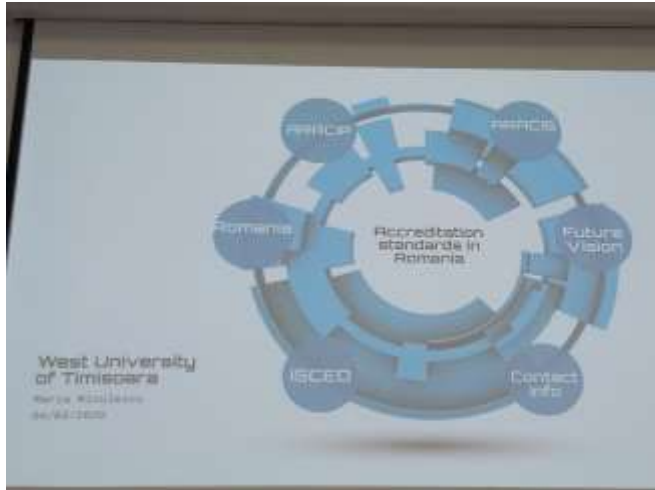 ARACIP
ARACIS
Romania
Accreditation
standards in
Romania
Future
Vision
West University
of Timisoara
ISCED
Contact
info